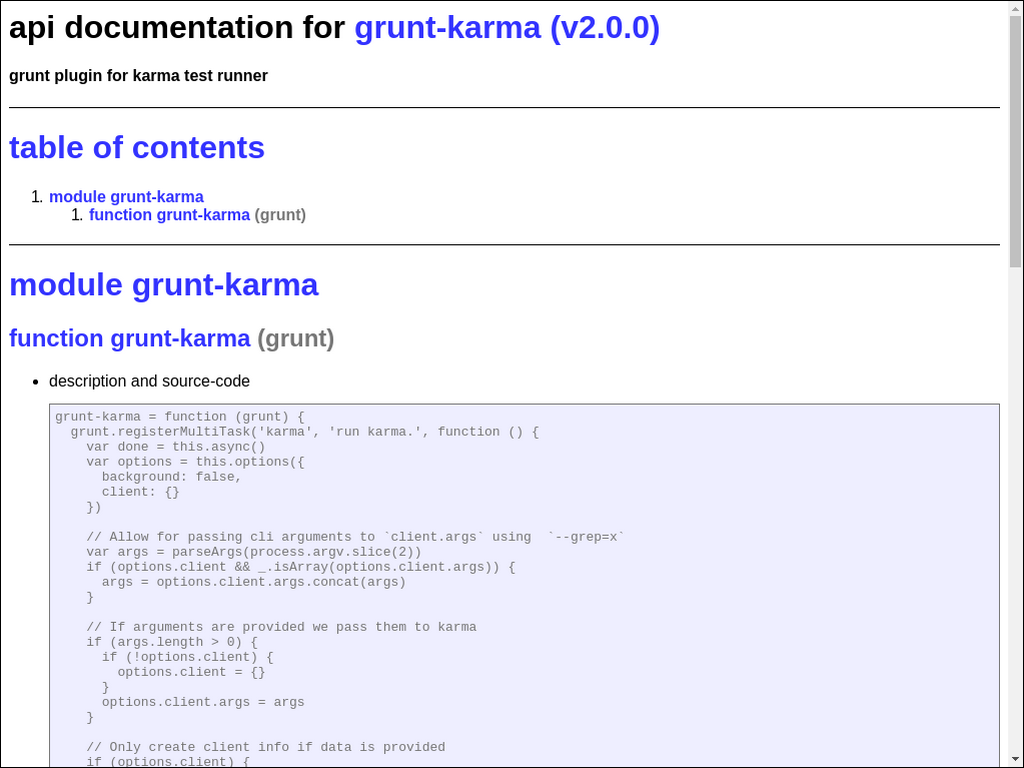 api documentation for grunt-karma (v2.0.0)
grunt plugin for karma test runner
table of contents
1. module grunt-karma
1. function grunt-karma (grunt)
module grunt-karma
function grunt-karma (grunt)
• description and source-code
grunt-karma = function (grunt) {
  grunt.registerMultiTask('karma', 'run karma.', function () {
    var done = this.async()
    var options = this.options({
      background: false,
      client: {}
    })
    // Allow for passing cli arguments to `client.args` using  `--grep=x`
    var args = parseArgs(process.argv.slice(2))
    if (options.client && _.isArray(options.client.args)) {
      args = options.client.args.concat(args)
    }
    // If arguments are provided we pass them to karma
    if (args.length > 0) {
      if (!options.client) {
        options.client = {}
      }
      options.client.args = args
    }
    // Only create client info if data is provided
    if (options.client) {